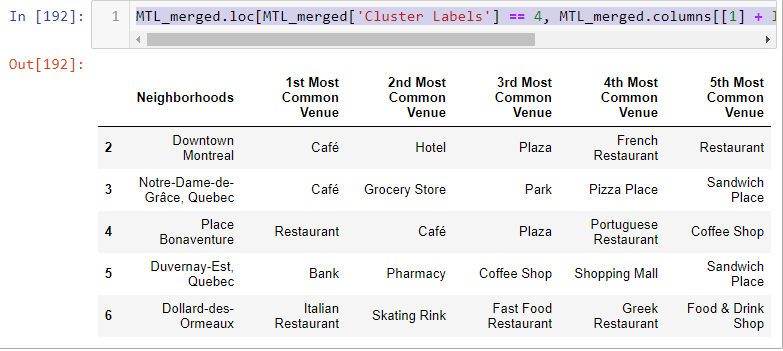 In [192]: 1 MTL_merged.loc[MTL_merged['Cluster Labels'] == 4, MTL_merged.columns[[1] +
Out[192]:
Neighborhoods 1st Most Common Venue 2nd Most Common Venue 3rd Most Common Venue 4th Most Common Venue 5th Most Common Venue
2 Downtown Montreal Café Hotel Plaza French Restaurant Restaurant
3 Notre-Dame-de-Grâce, Quebec Café Grocery Store Park Pizza Place Sandwich Place
4 Place Bonaventure Restaurant Café Plaza Portuguese Restaurant Coffee Shop
5 Duvernay-Est, Quebec Bank Pharmacy Coffee Shop Shopping Mall Sandwich Place
6 Dollard-des-Ormeaux Italian Restaurant Skating Rink Fast Food Restaurant Greek Restaurant Food & Drink Shop